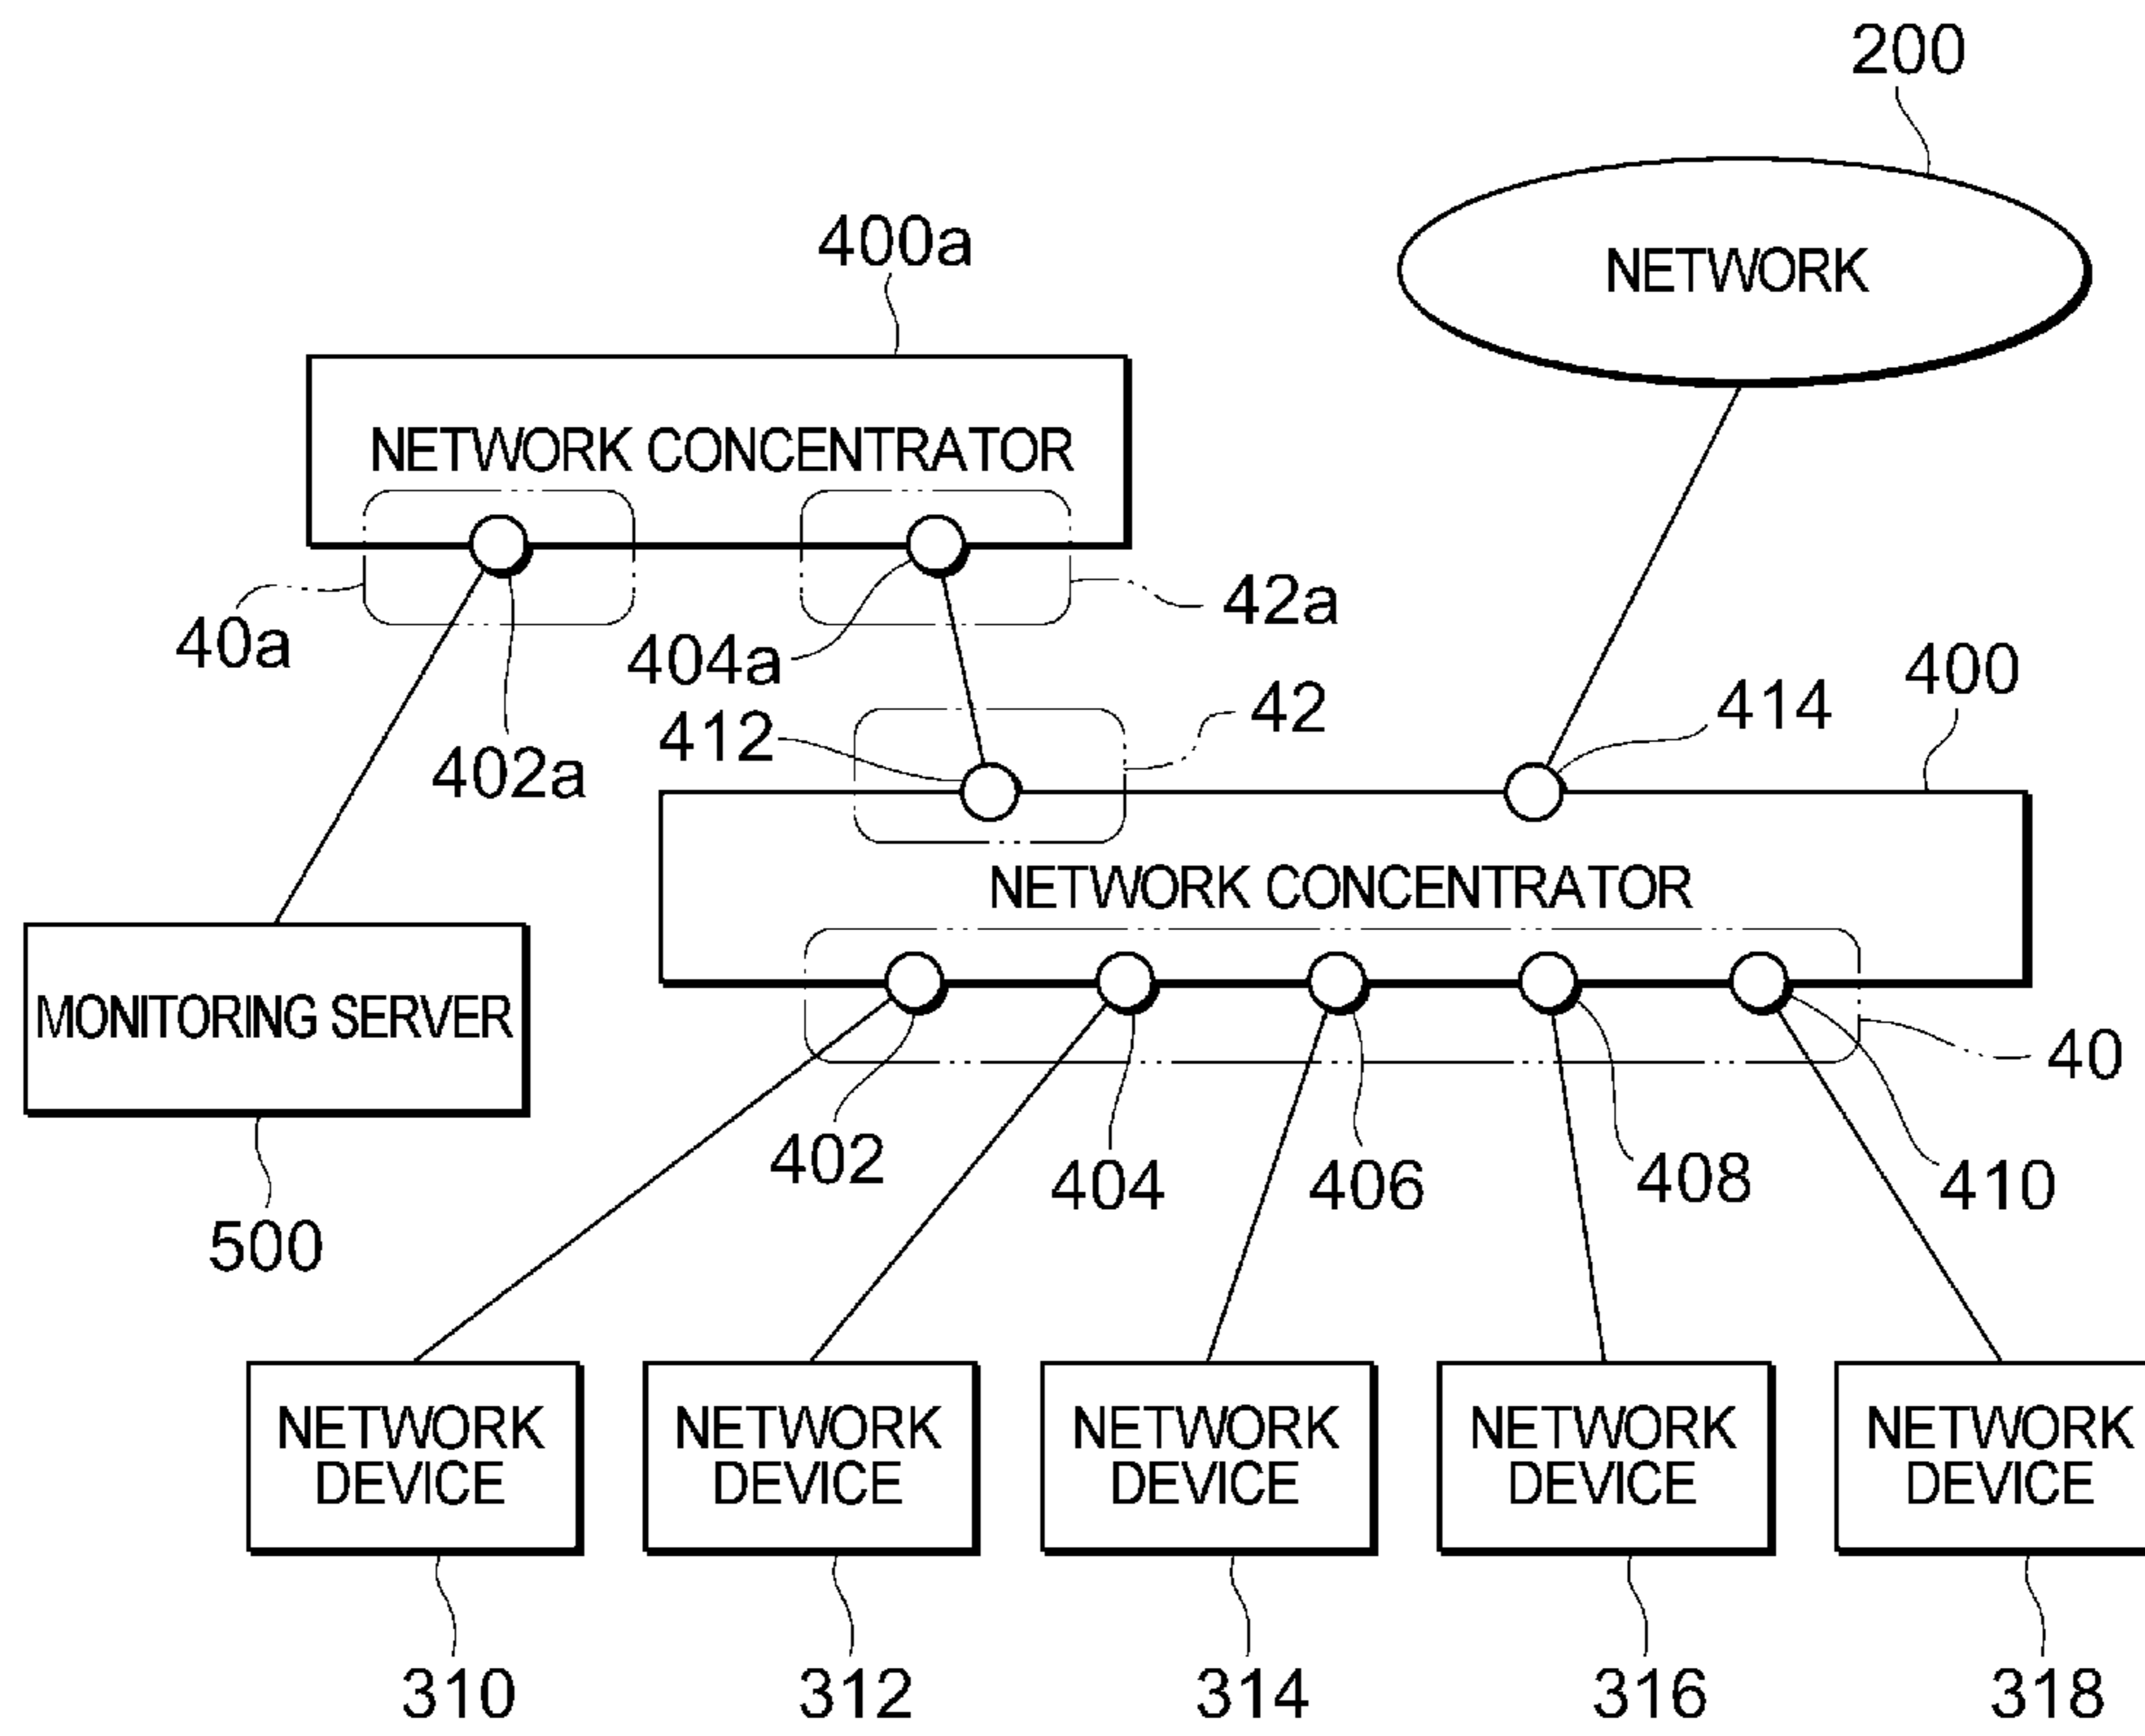 200
400a
NETWORK
NETWORK CONCENTRATOR
40a
42a
404a
400
412
42
414
402a
NETWORK CONCENTRATOR
MONITORING SERVER
40
402
404
406
408
410
500
NETWORK
DEVICE
NETWORK
DEVICE
NETWORK
DEVICE
NETWORK
DEVICE
NETWORK
DEVICE
310
312
314
316
318